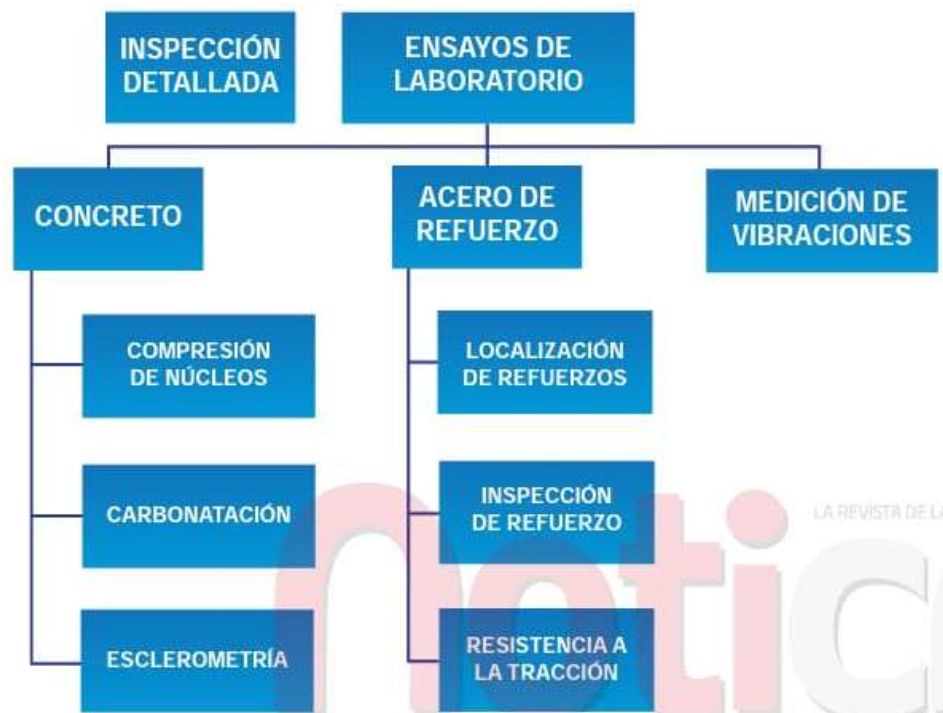 INSPECCIÓN
DETALLADA
ENSAYOS DE
LABORATORIO
CONCRETO
ACERO DE
REFUERZO
MEDICIÓN DE
VIBRACIONES
COMPRESIÓN
DE NÚCLEOS
LOCALIZACIÓN
DE REFUERZOS
CARBONATACIÓN
INSPECCIÓN
DE REFUERZO
ESCLEROMETRÍA
RESISTENCIA A
LA TRACCIÓN
LA REVISTA DE
notic